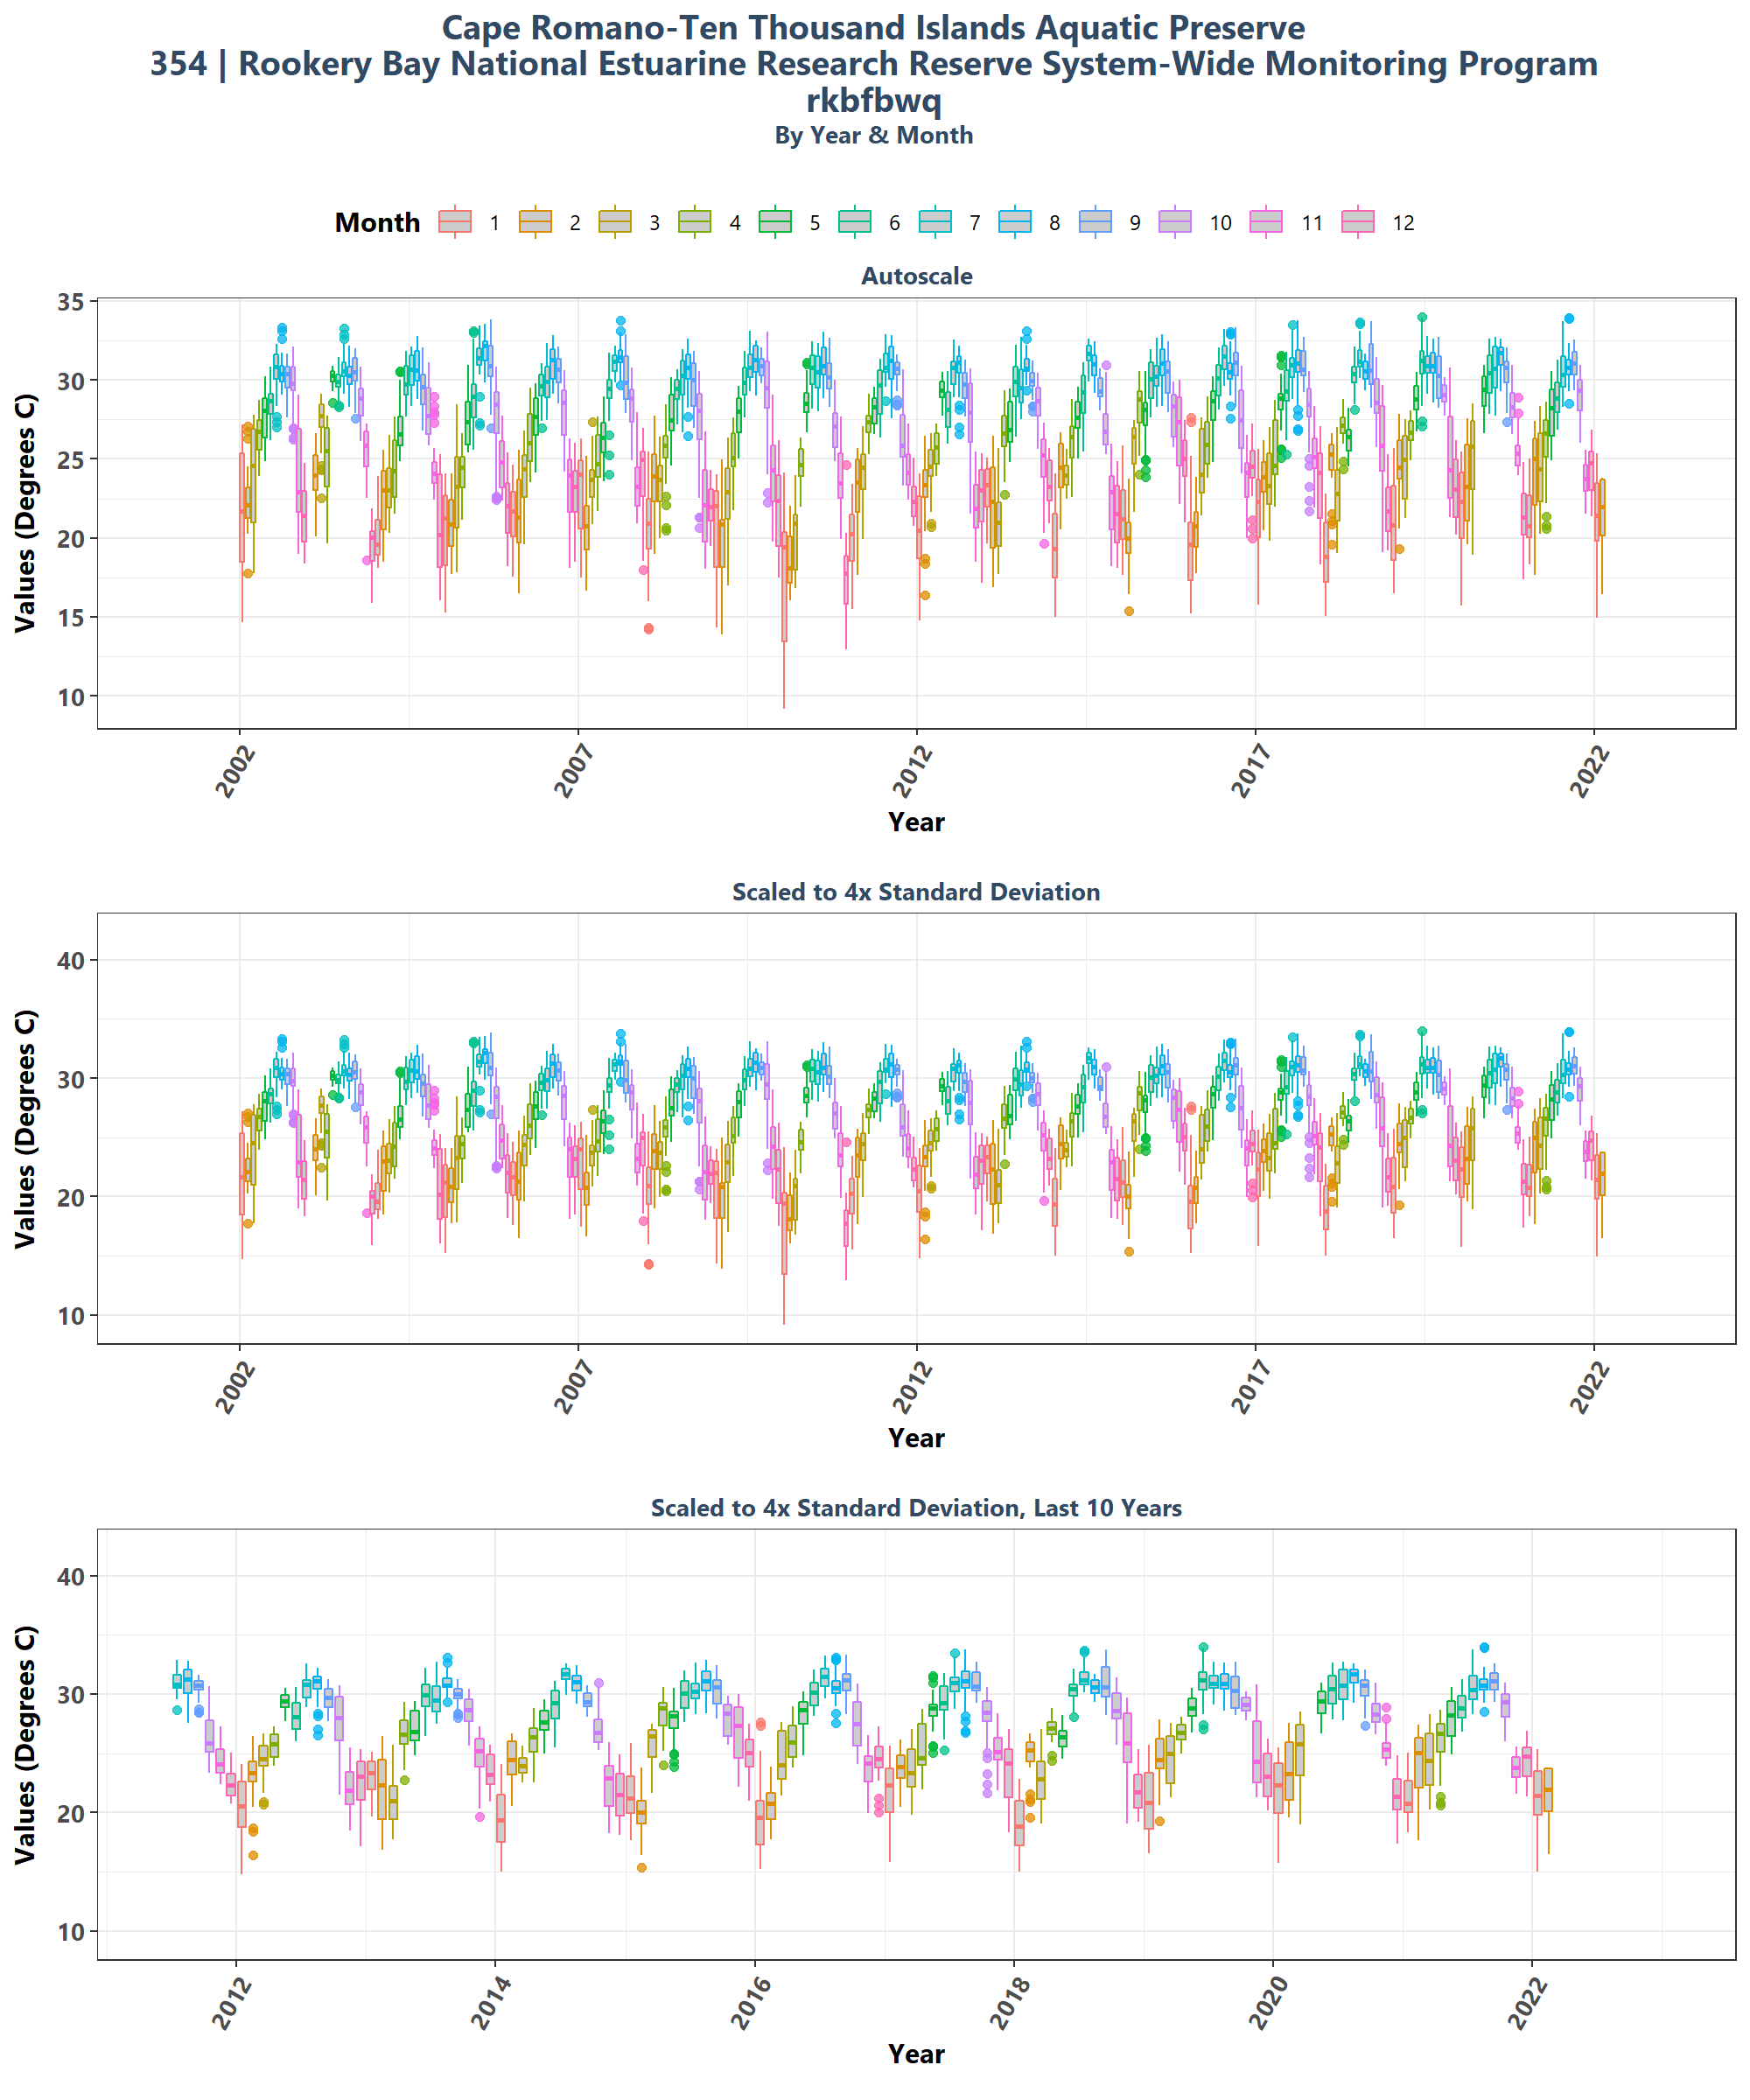 Cape Romano-Ten Thousand Islands Aquatic Preserve
354 | Rookery Bay National Estuarine Research Reserve System-Wide Monitoring Program
rkbfbwq
By Year & Month
Month 1 2 3 4 5 6 7 8 9 10 11 12
Autoscale
Values (Degrees C)
35
30
25
20
15
10
2002 2007 2012 2017 2022
Year
Scaled to 4x Standard Deviation
Values (Degrees C)
40
30
20
10
2002 2007 2012 2017 2022
Year
Scaled to 4x Standard Deviation, Last 10 Years
Values (Degrees C)
40
30
20
10
2012 2014 2016 2018 2020 2022
Year